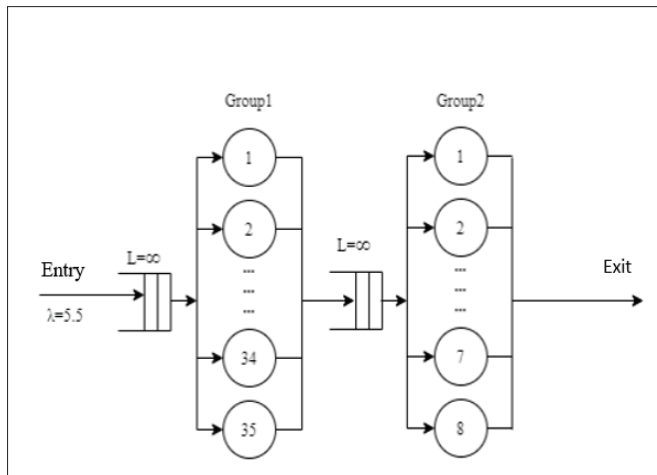 Group1
Group2
1
1
2
2
L=∞
L=∞
Entry
Exit
...
...
...
...
...
...
λ=5.5
34
7
35
8